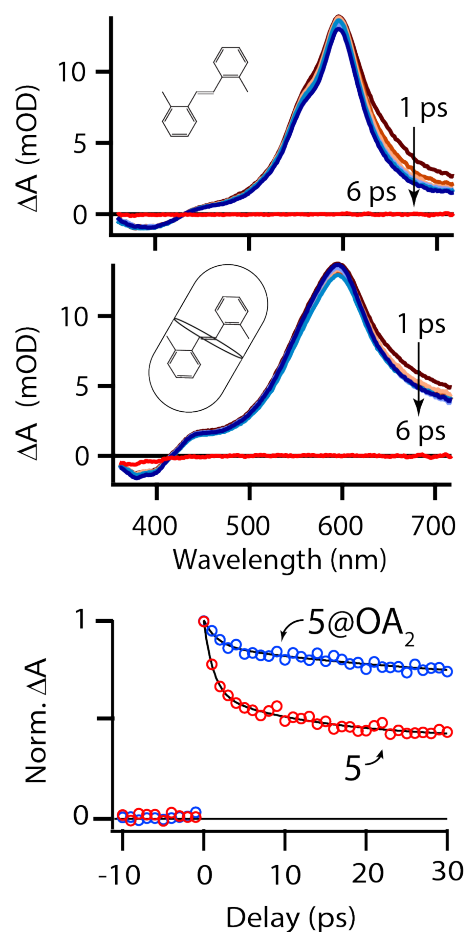 10
5
0
ΔA (mOD)
1 ps
6 ps
10
5
0
ΔA (mOD)
1 ps
6 ps
400
500
600
700
Wavelength (nm)
1
0
Norm. ΔA
5@OA2
5
-10
0
10
20
30
Delay (ps)